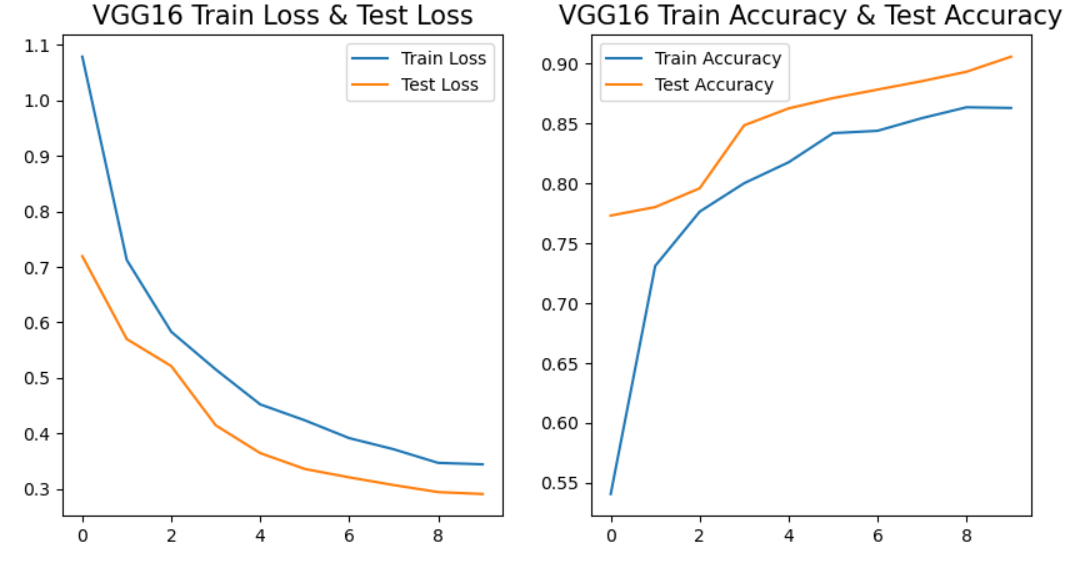 VGG16 Train Loss & Test Loss
1.1
1.0
0.9
0.8
0.7
0.6
0.5
0.4
0.3
0 2 4 6 8
Train Loss
Test Loss
VGG16 Train Accuracy & Test Accuracy
0.90
0.85
0.80
0.75
0.70
0.65
0.60
0.55
0 2 4 6 8
Train Accuracy
Test Accuracy